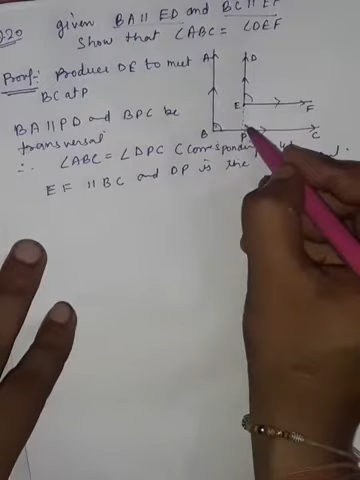 Q.20 given BA || ED and BC || EF
Show that ∠ABC = ∠DEF
Proof:- Produce DE to meet
BC at P
BA || PD and BPC be
transversal
∴ ∠ABC = ∠DPC (
EF || BC and DP is the
A D
E F
B P C